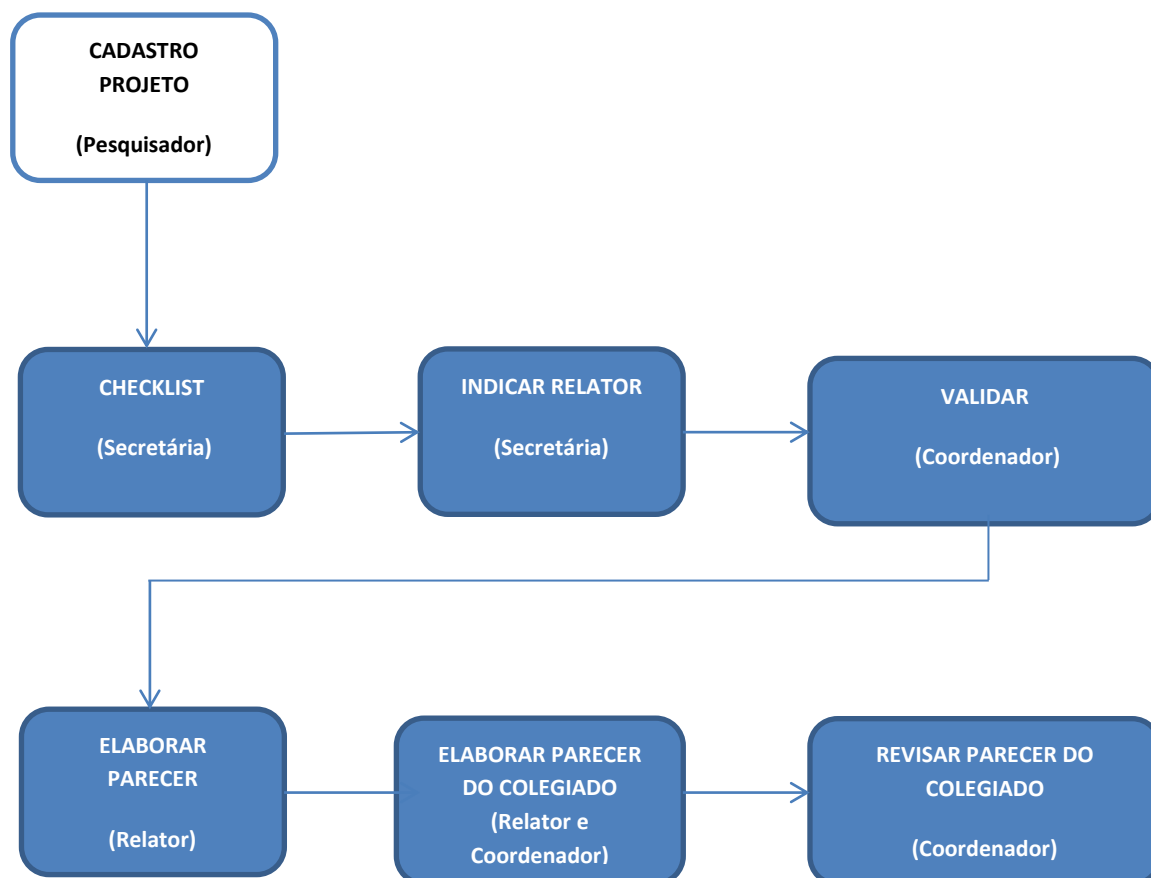 CADASTRO
PROJETO
(Pesquisador)
CHECKLIST
(Secretária)
INDICAR RELATOR
(Secretária)
VALIDAR
(Coordenador)
ELABORAR
PARECER
(Relator)
ELABORAR PARECER
DO COLEGIADO
(Relator e
Coordenador)
REVISAR PARECER DO
COLEGIADO
(Coordenador)